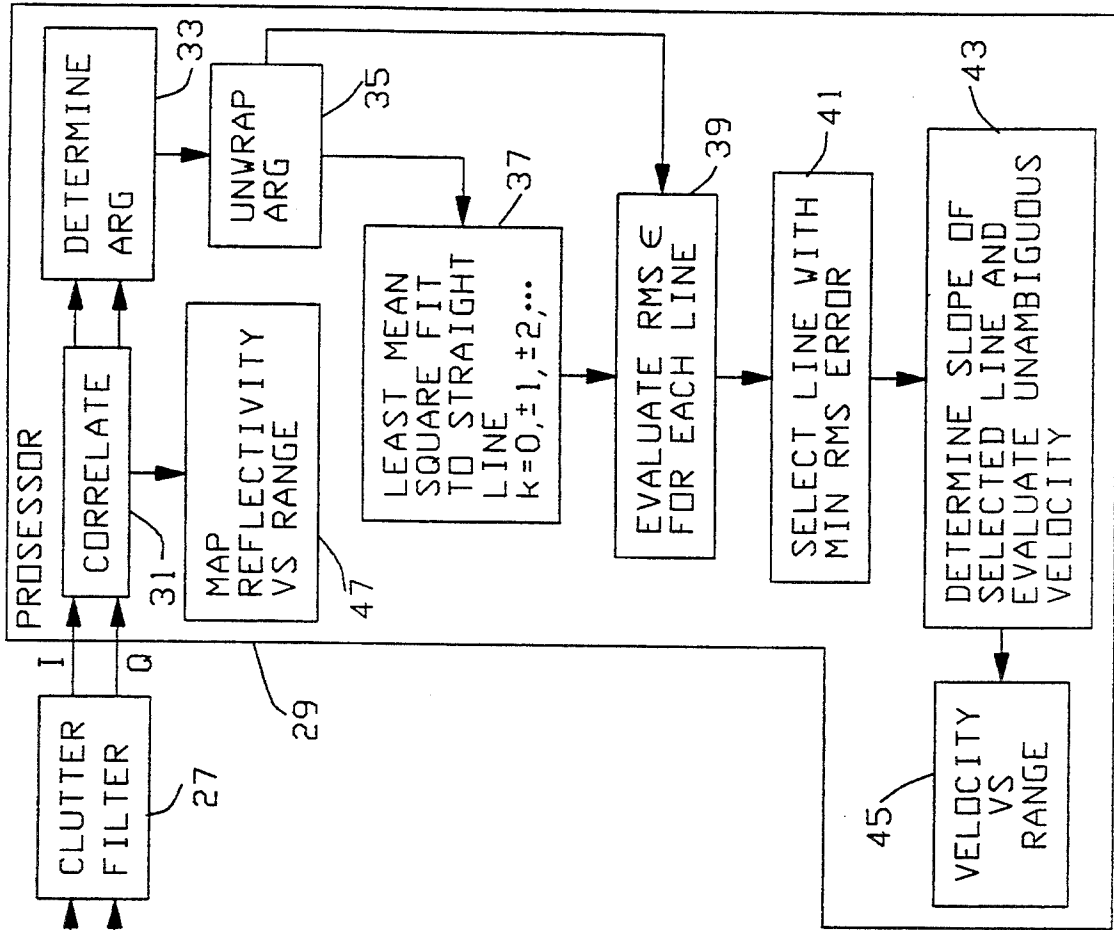 PROSESSOR
I
Q
CLUTTER
FILTER
27
29
CORRELATE
31
DETERMINE
ARG
33
MAP
REFLECTIVITY
VS RANGE
47
UNWRAP
ARG
35
LEAST MEAN
SQUARE FIT
TO STRAIGHT
LINE
k=0,±1,±2,...
37
EVALUATE RMS ∈
FOR EACH LINE
39
SELECT LINE WITH
MIN RMS ERROR
41
DETERMINE SLOPE OF
SELECTED LINE AND
EVALUATE UNAMBIGUOUS
VELOCITY
43
VELOCITY
VS
RANGE
45